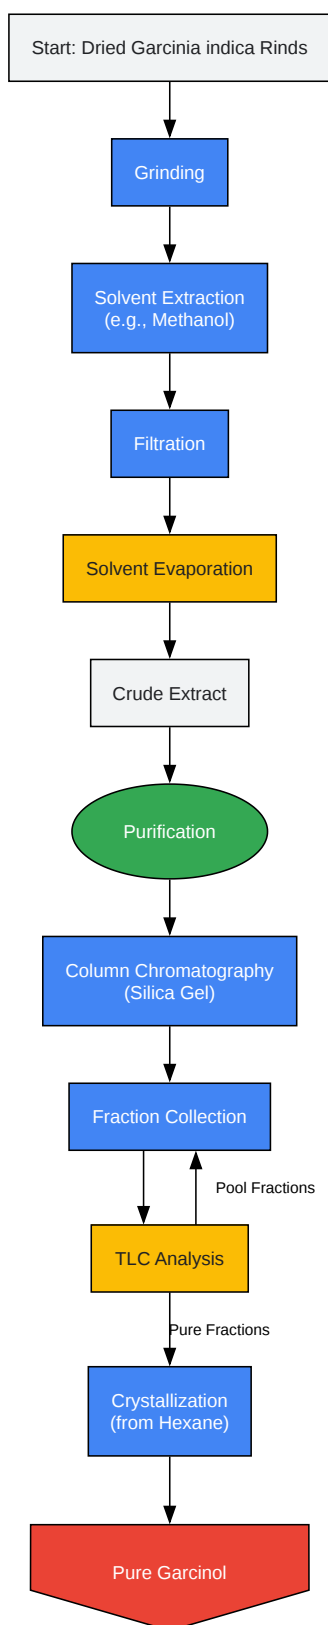 Start: Dried Garcinia indica Rinds
Grinding
Solvent Extraction
(e.g., Methanol)
Filtration
Solvent Evaporation
Crude Extract
Purification
Column Chromatography
(Silica Gel)
Fraction Collection
Pool Fractions
TLC Analysis
Pure Fractions
Crystallization
(from Hexane)
Pure Garcinol